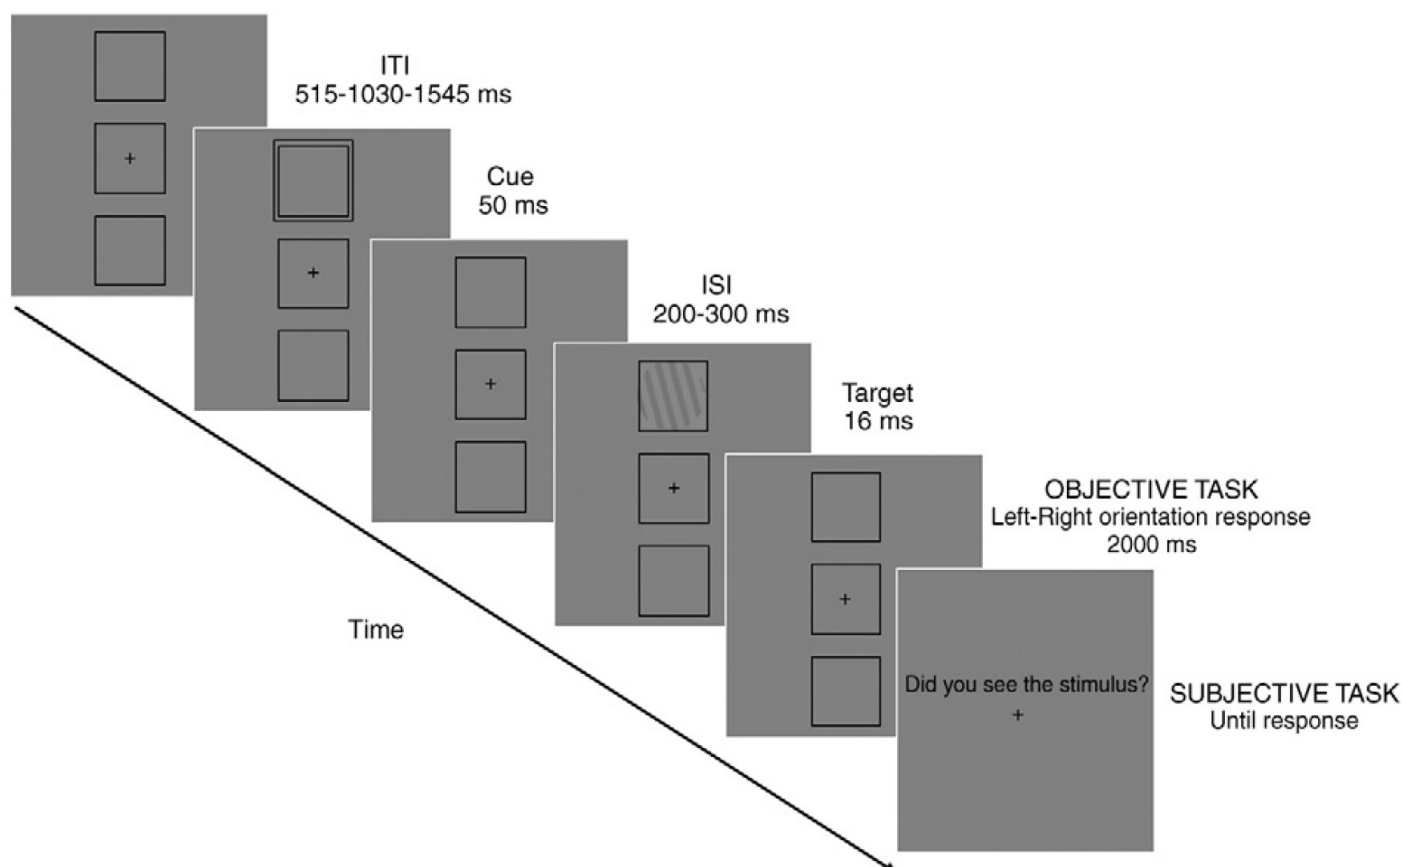 ITI
515-1030-1545 ms
Cue
50 ms
ISI
200-300 ms
Target
16 ms
OBJECTIVE TASK
Left-Right orientation response
2000 ms
Time
Did you see the stimulus?
SUBJECTIVE TASK
Until response